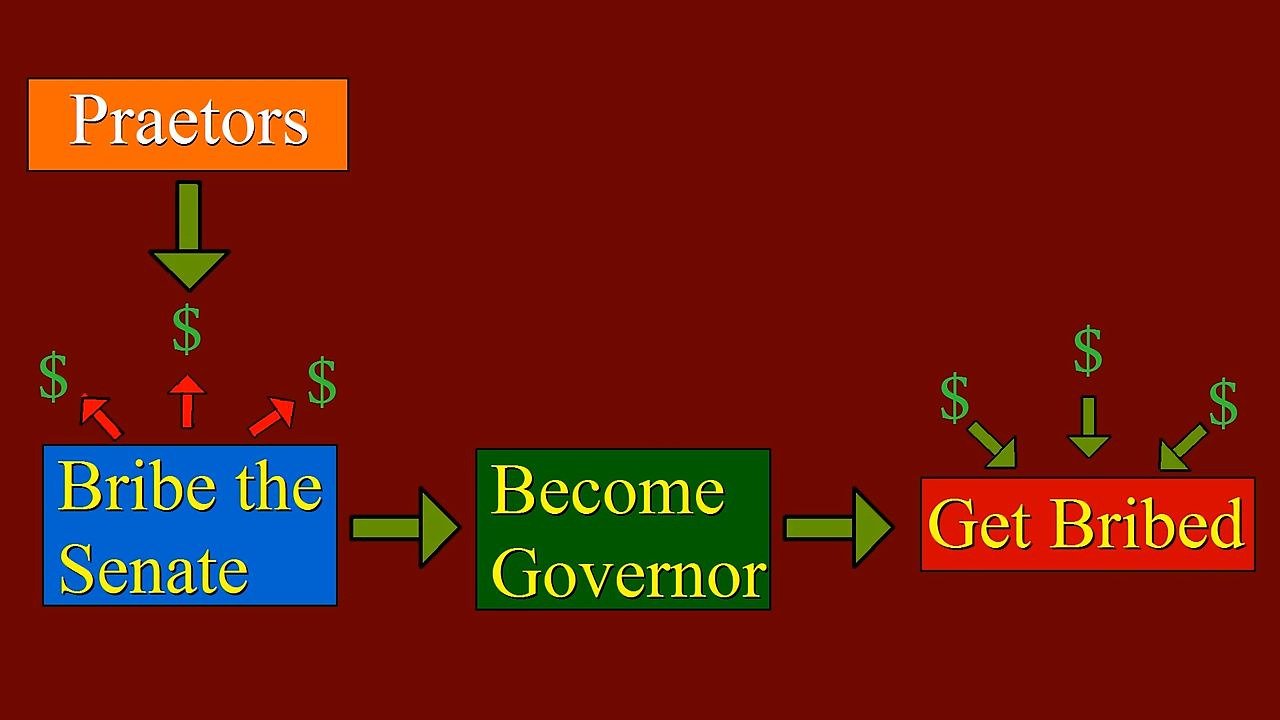 Praetors
$
$ $
Bribe the
Senate
Become
Governor
$
$ $
Get Bribed